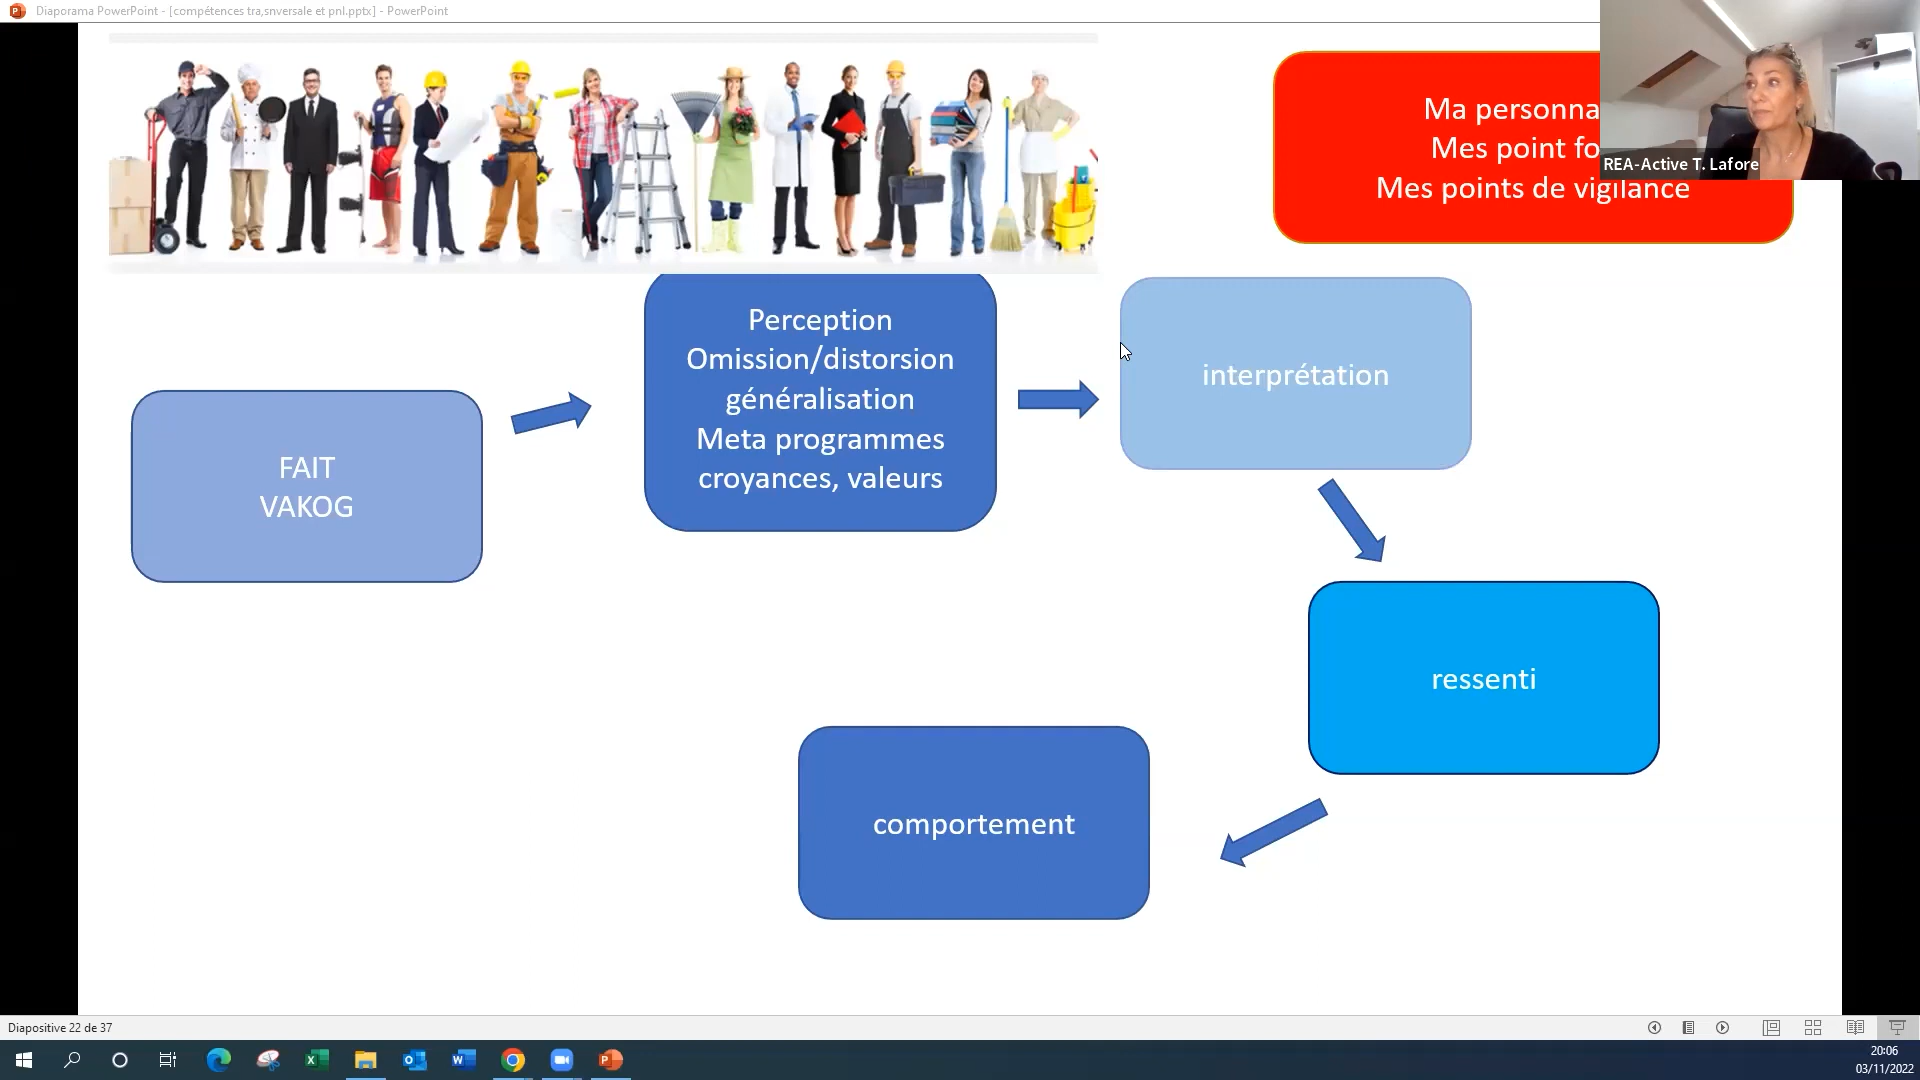 Diaporama PowerPoint - [compétences tra,snversale et pnl.pptx] - PowerPoint
Ma personna
Mes point fo
Mes points de vigilance
REA-Active T. Lafore
Perception
Omission/distorsion
généralisation
Meta programmes
croyances, valeurs
interprétation
FAIT
VAKOG
ressenti
comportement
Diapositive 22 de 37
20:06
03/11/2022